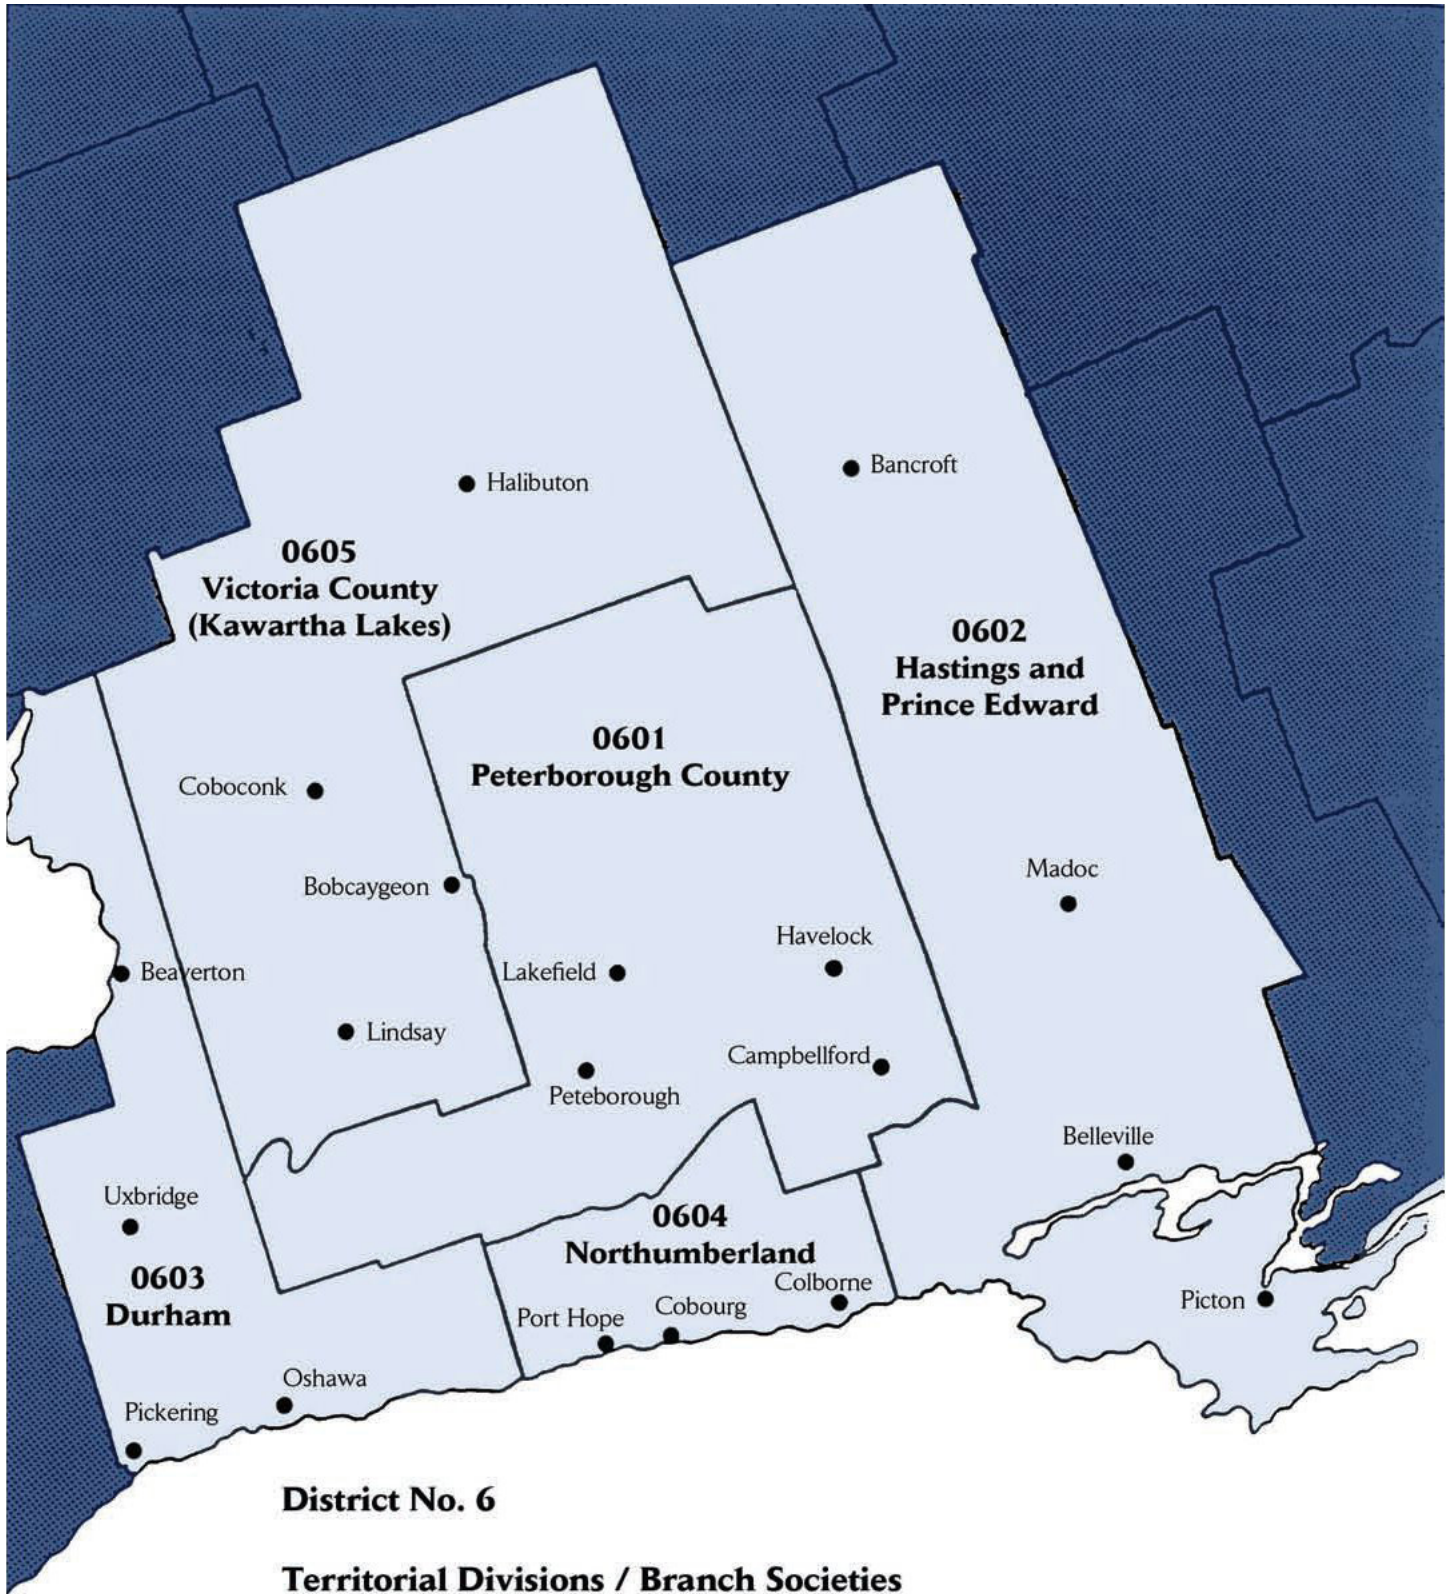 Halibuton
Bancroft
0605
Victoria County
(Kawartha Lakes)
0602
Hastings and
Prince Edward
0601
Peterborough County
Coboconk
Bobcaygeon
Madoc
Havelock
Beaverton
Lakefield
Lindsay
Campbellford
Peteborough
Belleville
Uxbridge
0604
Northumberland
0603
Durham
Colborne
Picton
Port Hope
Cobourg
Oshawa
Pickering
District No. 6
Territorial Divisions / Branch Societies